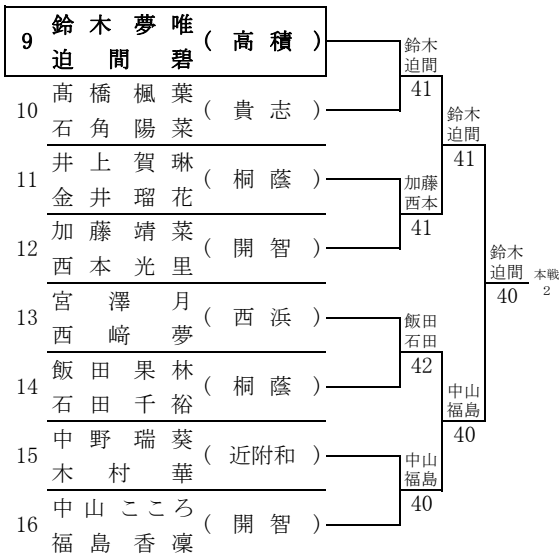 9 鈴木夢唯 (高積)
迫間碧
10 髙橋楓葉 (貴志)
石角陽菜
11 井上賀琳 (桐蔭)
金井瑠花
12 加藤靖菜 (開智)
西本光里
13 宮澤月 (西浜)
西﨑夢
14 飯田果林 (桐蔭)
石田千裕
15 中野瑞葵 (近附和)
木村華
16 中山こころ (開智)
福島香凜
鈴木
迫間
41
加藤
西本
41
飯田
石田
42
中山
福島
40
鈴木
迫間
41
中山
福島
40
鈴木
迫間
40
本戦
2